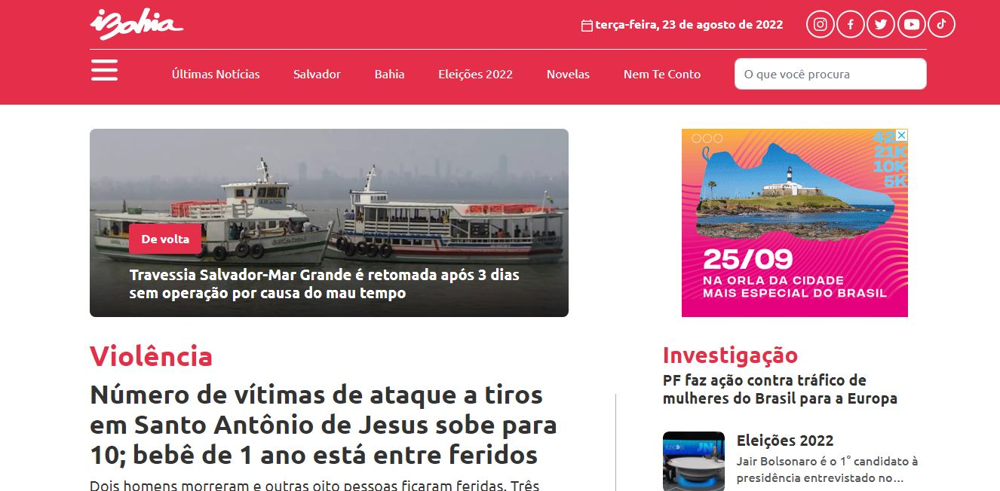 iBahia
terça-feira, 23 de agosto de 2022
Últimas Notícias
Salvador
Bahia
Eleições 2022
Novelas
Nem Te Conto
O que você procura
De volta
Travessia Salvador-Mar Grande é retomada após 3 dias
sem operação por causa do mau tempo
42K
21K
10K
5K
25/09
NA ORLA DA CIDADE
MAIS ESPECIAL DO BRASIL
Violência
Número de vítimas de ataque a tiros
em Santo Antônio de Jesus sobe para
10; bebê de 1 ano está entre feridos
Dois homens morreram e outras oito pessoas ficaram feridas. Três
Investigação
PF faz ação contra tráfico de
mulheres do Brasil para a Europa
ELEIÇÕES
JN
Eleições 2022
Jair Bolsonaro é o 1° candidato à
presidência entrevistado no...